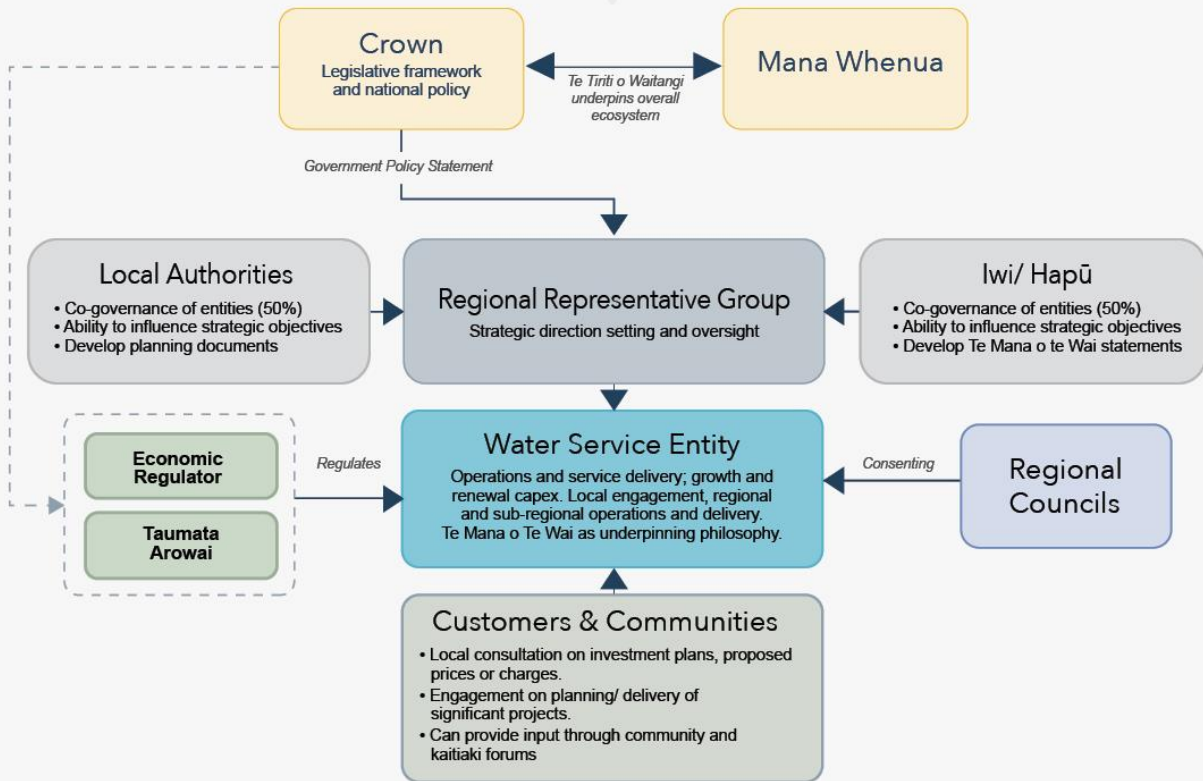 Crown
Legislative framework
and national policy
Te Tiriti o Waitangi
underpins overall
ecosystem
Mana Whenua
Government Policy Statement
Local Authorities
• Co-governance of entities (50%)
• Ability to influence strategic objectives
• Develop planning documents
Regional Representative Group
Strategic direction setting and oversight
Iwi/ Hapū
• Co-governance of entities (50%)
• Ability to influence strategic objectives
• Develop Te Mana o te Wai statements
Economic
Regulator
Taumata
Arowai
Regulates
Water Service Entity
Operations and service delivery; growth and
renewal capex. Local engagement, regional
and sub-regional operations and delivery.
Te Mana o Te Wai as underpinning philosophy.
Consenting
Regional
Councils
Customers & Communities
• Local consultation on investment plans, proposed
prices or charges.
• Engagement on planning/ delivery of
significant projects.
• Can provide input through community and
kaitiaki forums